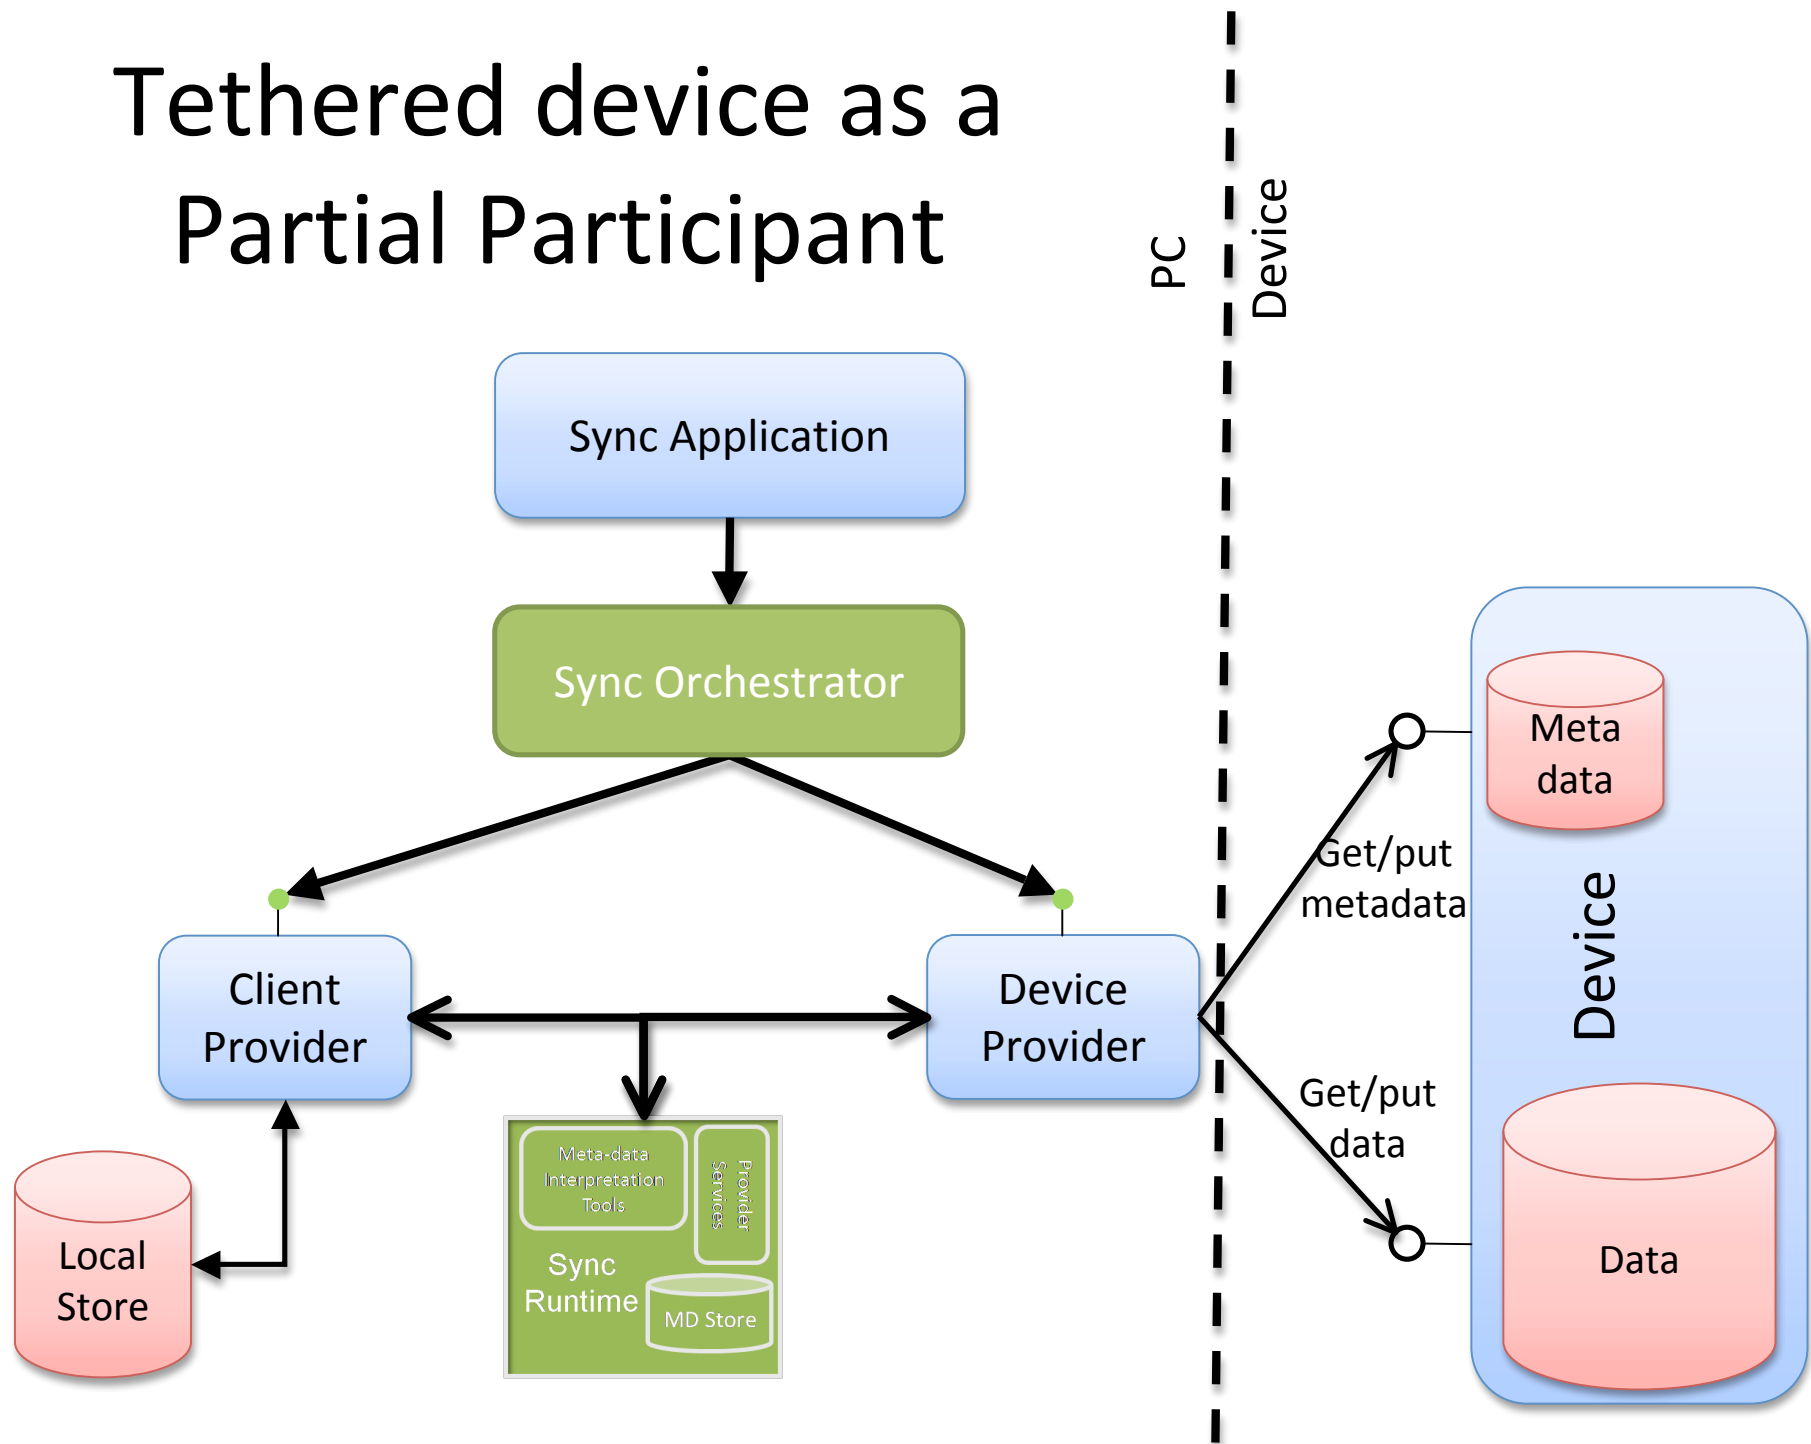 Tethered device as a
Partial Participant
PC
Device
Sync Application
Sync Orchestrator
Meta
data
Get/put
metadata
Device
Client
Provider
Device
Provider
Get/put
data
Meta-data
Interpretation
Tools
Provider
Services
Sync
Runtime
MD Store
Local
Store
Data